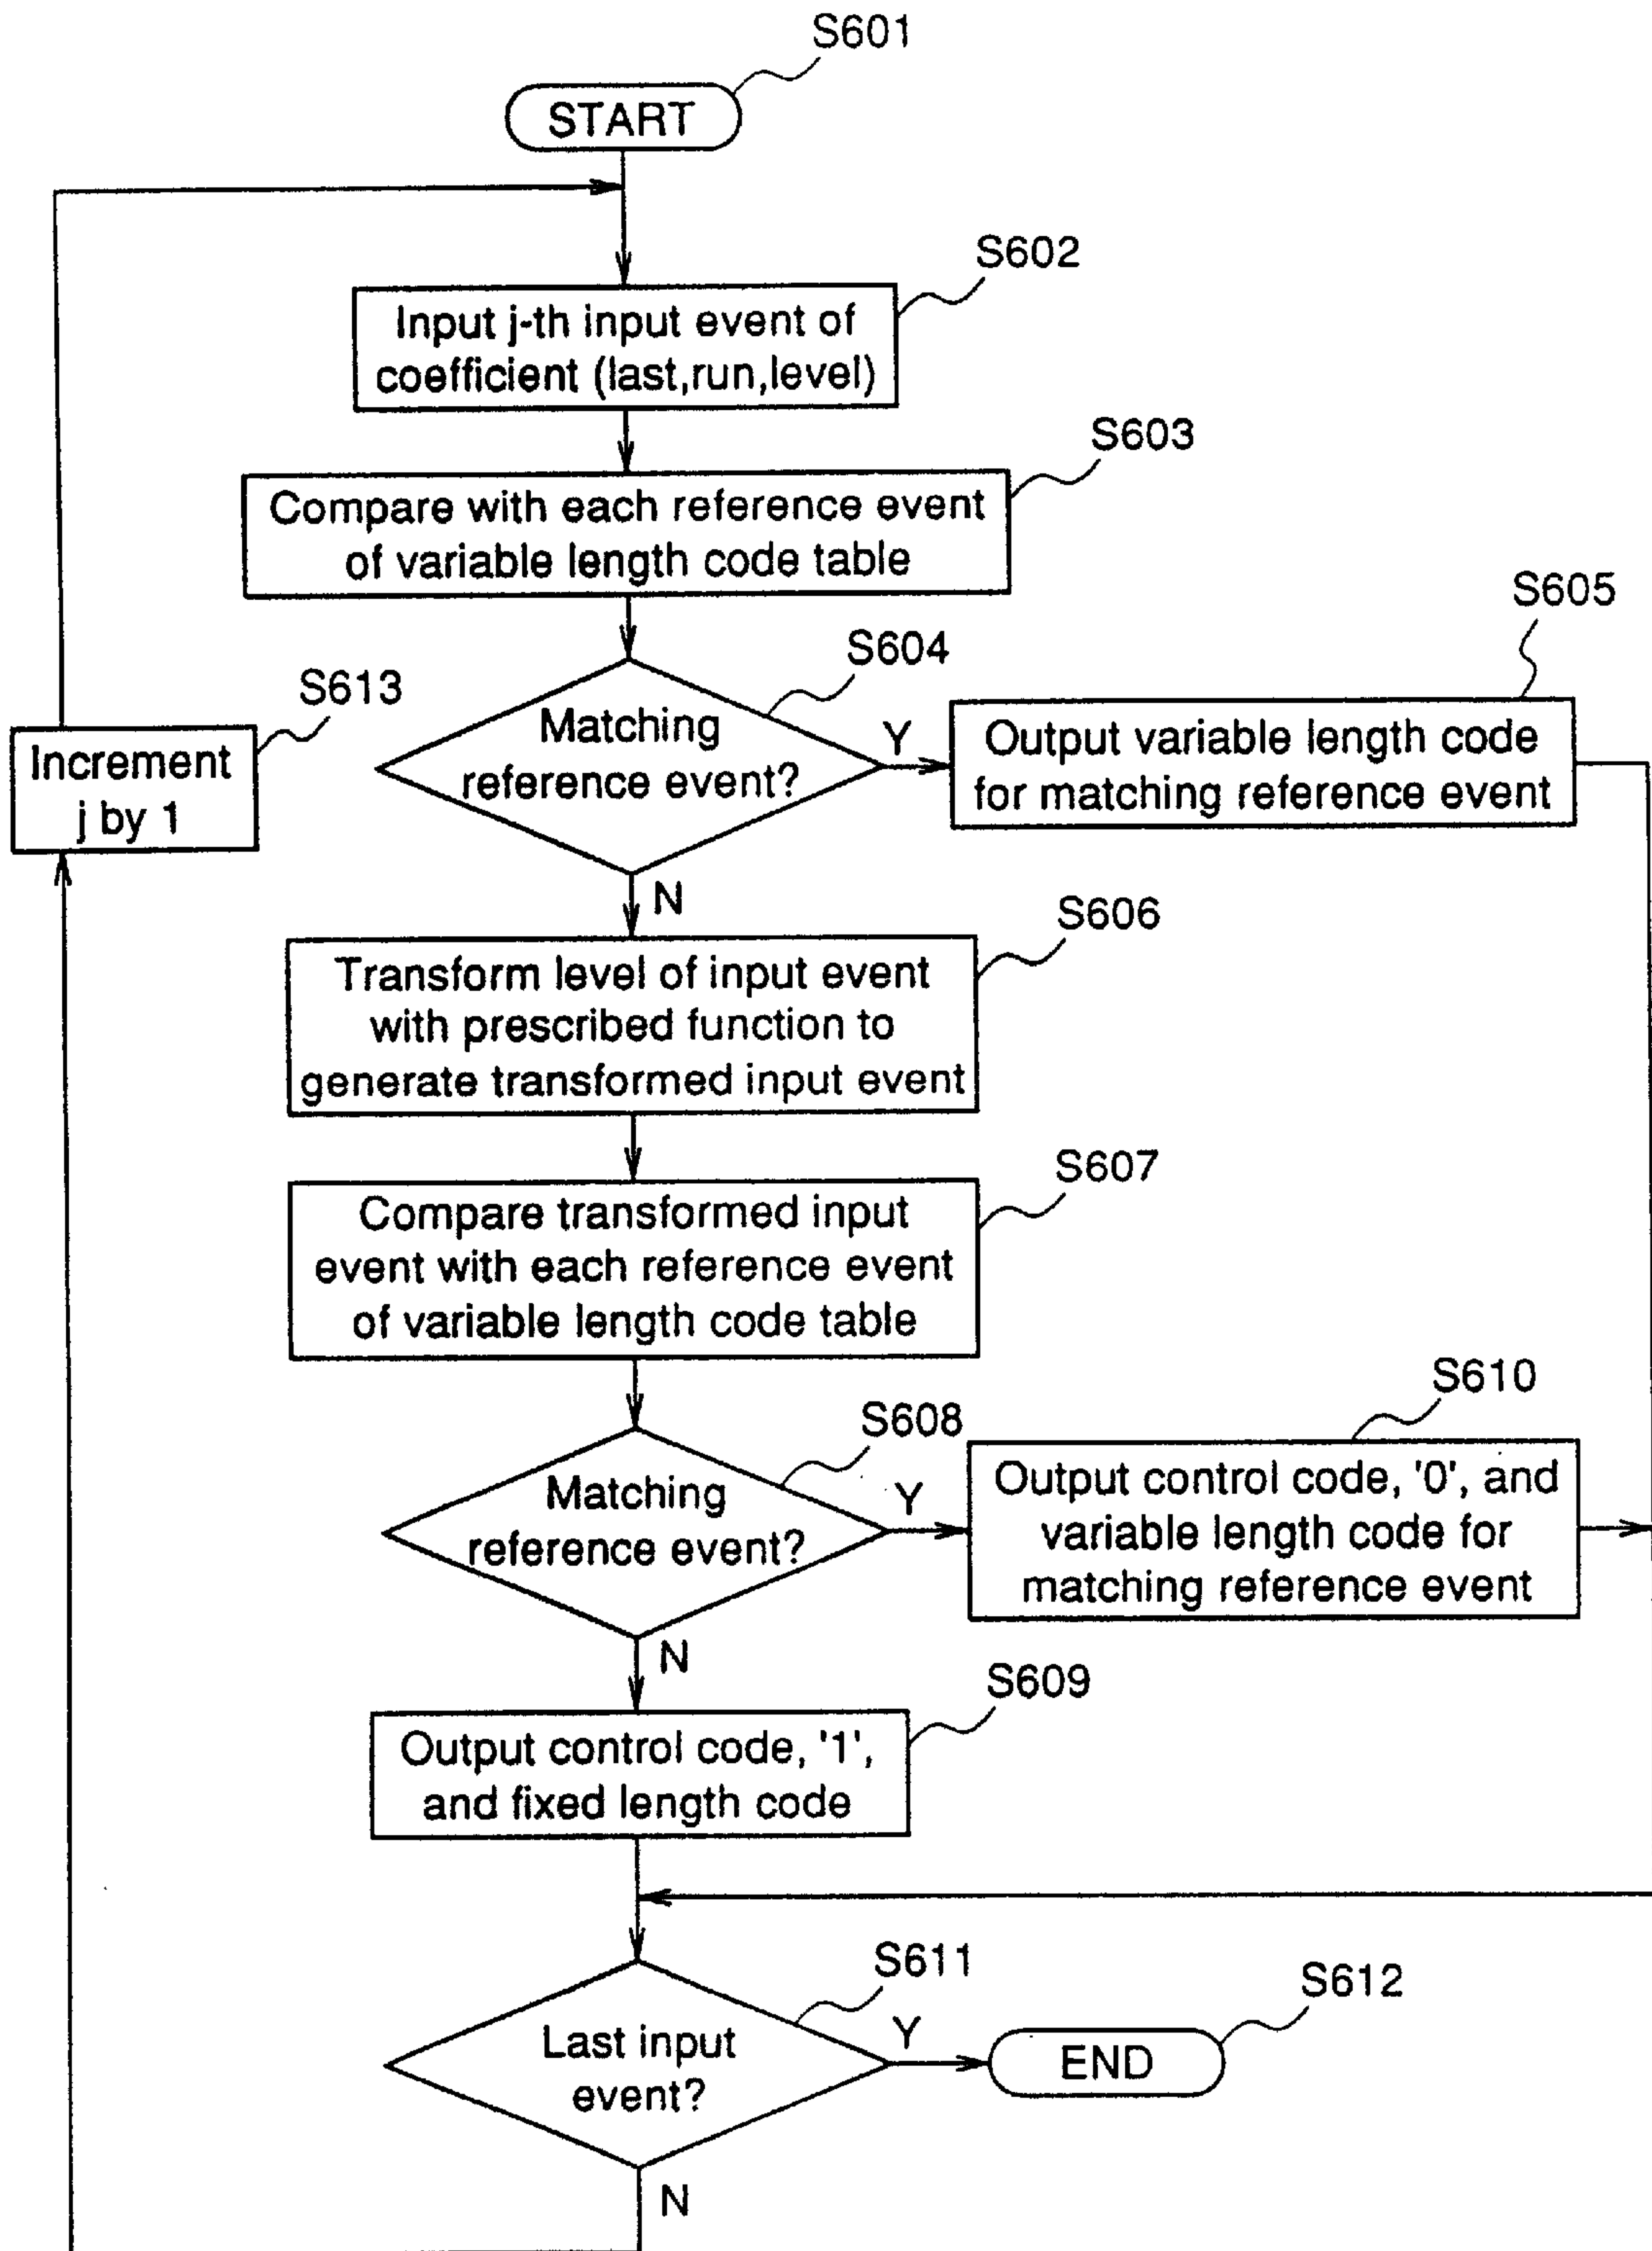 S601
START
S602
Input j-th input event of
coefficient (last,run,level)
S603
Compare with each reference event
of variable length code table
S604
Matching
reference event?
Y
S605
Output variable length code
for matching reference event
S613
Increment
j by 1
N
S606
Transform level of input event
with prescribed function to
generate transformed input event
S607
Compare transformed input
event with each reference event
of variable length code table
S608
Matching
reference event?
Y
S610
Output control code, '0', and
variable length code for
matching reference event
N
S609
Output control code, '1',
and fixed length code
S611
Last input
event?
Y
S612
END
N